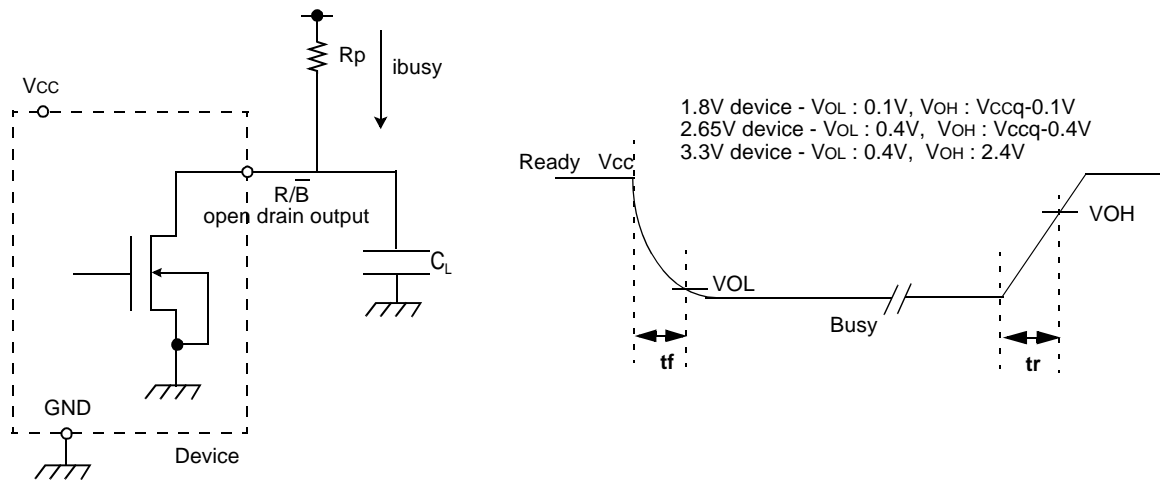 Rp
ibusy
VCC
R/B̅
open drain output
CL
GND
Device
1.8V device - VOL : 0.1V, VOH : VCCq-0.1V
2.65V device - VOL : 0.4V, VOH : Vccq-0.4V
3.3V device - VOL : 0.4V, VOH : 2.4V
Ready Vcc
VOH
VOL
Busy
tf
tr